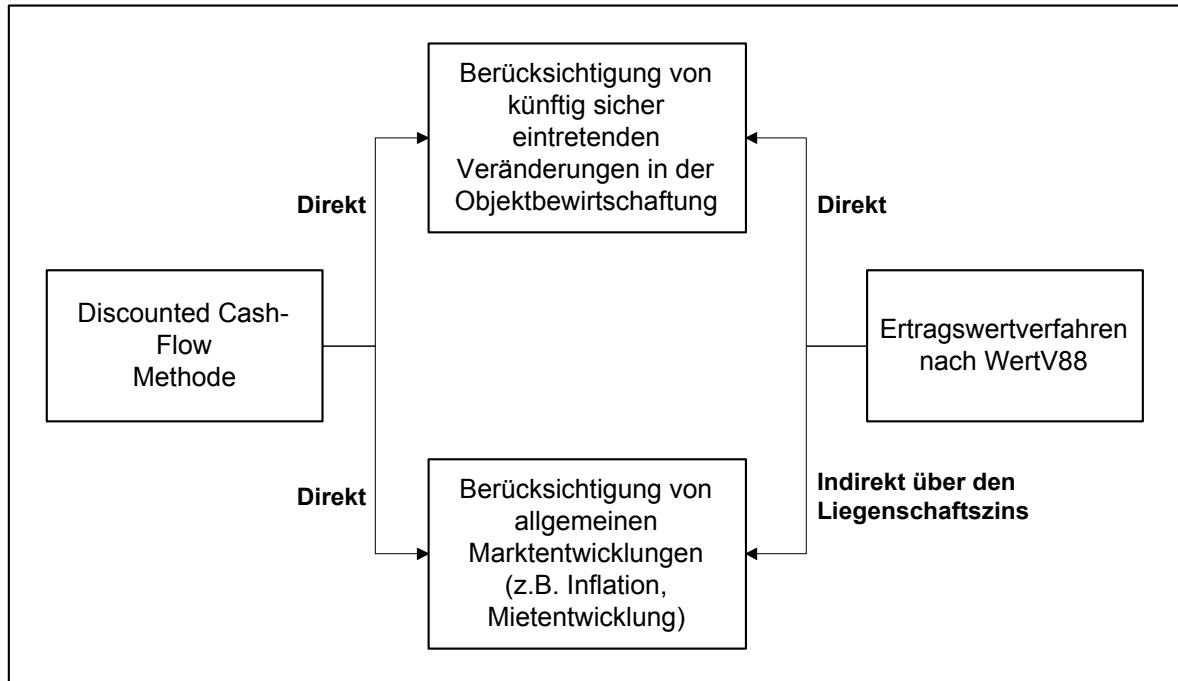 Berücksichtigung von
künftig sicher
eintretenden
Veränderungen in der
Objektbewirtschaftung
Direkt
Direkt
Discounted Cash-
Flow
Methode
Ertragswertverfahren
nach WertV88
Direkt
Indirekt über den
Liegenschaftszins
Berücksichtigung von
allgemeinen
Marktentwicklungen
(z.B. Inflation,
Mietentwicklung)